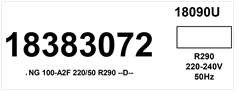 18090U
18383072
R290
220-240V
50Hz
. NG 100-A2F 220/50 R290 --D--